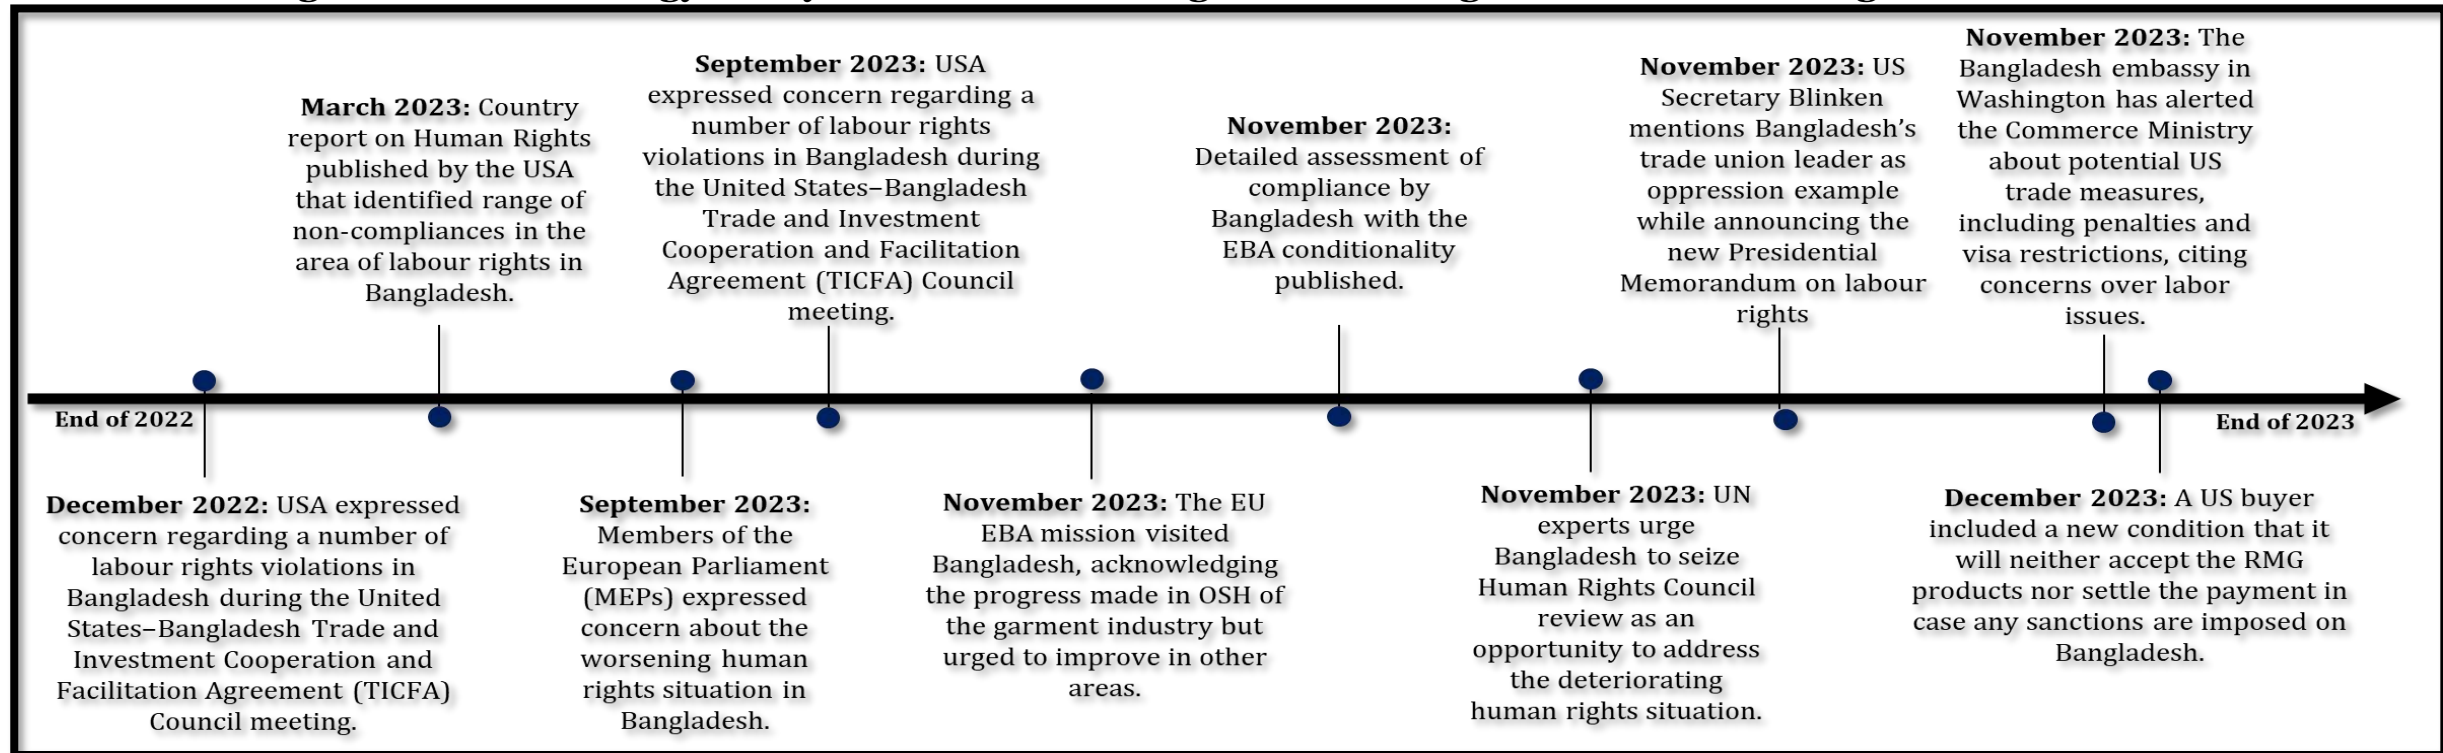 March 2023: Country
report on Human Rights
published by the USA
that identified range of
non-compliances in the
area of labour rights in
Bangladesh.
September 2023: USA
expressed concern regarding a
number of labour rights
violations in Bangladesh during
the United States–Bangladesh
Trade and Investment
Cooperation and Facilitation
Agreement (TICFA) Council
meeting.
November 2023:
Detailed assessment of
compliance by
Bangladesh with the
EBA conditionality
published.
November 2023: US
Secretary Blinken
mentions Bangladesh’s
trade union leader as
oppression example
while announcing the
new Presidential
Memorandum on labour
rights
November 2023: The
Bangladesh embassy in
Washington has alerted
the Commerce Ministry
about potential US
trade measures,
including penalties and
visa restrictions, citing
concerns over labor
issues.
End of 2022
End of 2023
December 2022: USA expressed
concern regarding a number of
labour rights violations in
Bangladesh during the United
States–Bangladesh Trade and
Investment Cooperation and
Facilitation Agreement (TICFA)
Council meeting.
September 2023:
Members of the
European Parliament
(MEPs) expressed
concern about the
worsening human
rights situation in
Bangladesh.
November 2023: The EU
EBA mission visited
Bangladesh, acknowledging
the progress made in OSH of
the garment industry but
urged to improve in other
areas.
November 2023: UN
experts urge
Bangladesh to seize
Human Rights Council
review as an
opportunity to address
the deteriorating
human rights situation.
December 2023: A US buyer
included a new condition that it
will neither accept the RMG
products nor settle the payment in
case any sanctions are imposed on
Bangladesh.